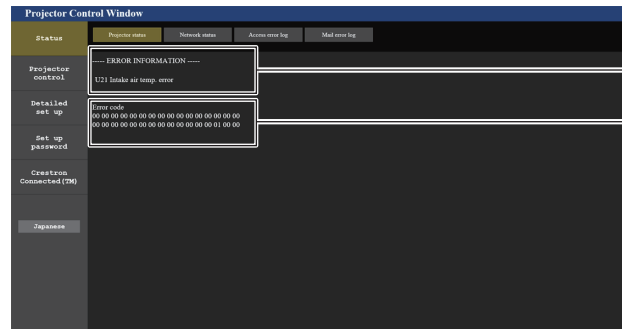 Projector Control Window
Status
Projector status
Network status
Access error log
Mail error log
----- ERROR INFORMATION -----
U21 Intake air temp. error
Projector
control
Error code
00 00 00 00 00 00 00 00 00 00 00 00 00 00 00 00
00 00 00 00 00 00 00 00 00 00 00 00 00 01 00 00
Detailed
set up
Set up
password
Crestron
Connected(TM)
Japanese